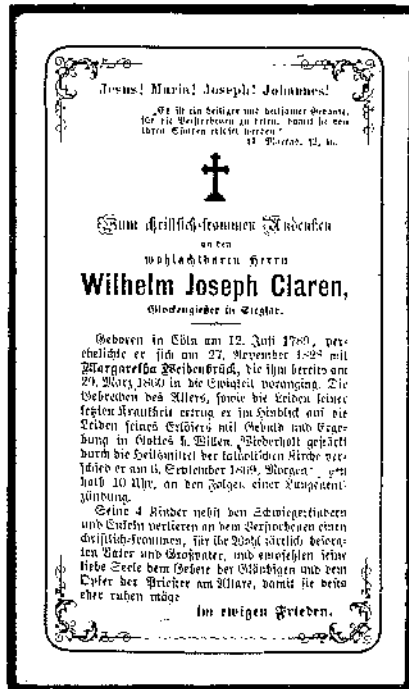 Jesus! Maria! Joseph! Johannes!
„Es ist ein heiliger und heilsamer Gedanke,
für die Verstorbenen zu beten, damit sie von
ihren Sünden erlöset werden.“
Machab. 12,
Zum christlich-frommen Andenken
an den
wohlachtbaren Herrn
Wilhelm Joseph Claren,
Glockengießer in Sieglar.
Geboren in Cöln am 12. Juli 1789, ver-
ehelichte er sich am 27. November 1828 mit
Margaretha Weidenbrück, die ihm bereits am
29. März 1860 in die Ewigkeit voranging. Die
Gebrechen des Alters, sowie die Leiden seiner
letzten Krankheit ertrug er im Hinblick auf die
Leiden seines Erlösers mit Geduld und Erge-
bung in Gottes h. Willen. Wiederholt gestärkt
durch die Heilsmittel der katholischen Kirche ver-
schied er am 6. September 1869, Morgens gegen
halb 10 Uhr, an den Folgen einer Lungenent-
zündung.
Seine 4 Kinder nebst den Schwiegerkindern
und Enkeln verlieren an dem Verstorbenen einen
christlich-frommen, für ihr Wohl zärtlich besorg-
ten Vater und Großvater, und empfehlen seine
liebe Seele dem Gebete der Gläubigen und dem
Opfer der Priester am Altare, damit sie desto
eher ruhen möge
im ewigen Frieden.